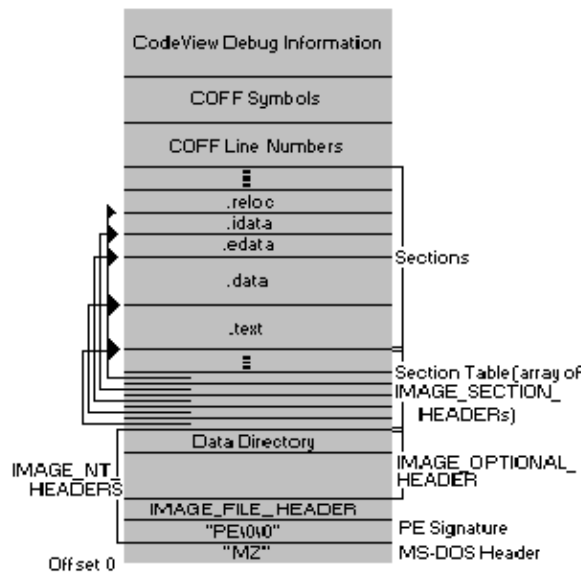 CodeView Debug Information
COFF Symbols
COFF Line Numbers
.reloc
.idata
.edata
.data
.text
Sections
Section Table(array of
IMAGE_SECTION_
HEADERs)
Data Directory
IMAGE_NT_
HEADERS
IMAGE_OPTIONAL_
HEADER
IMAGE_FILE_HEADER
"PE\0\0"
PE Signature
"MZ"
MS-DOS Header
Offset 0